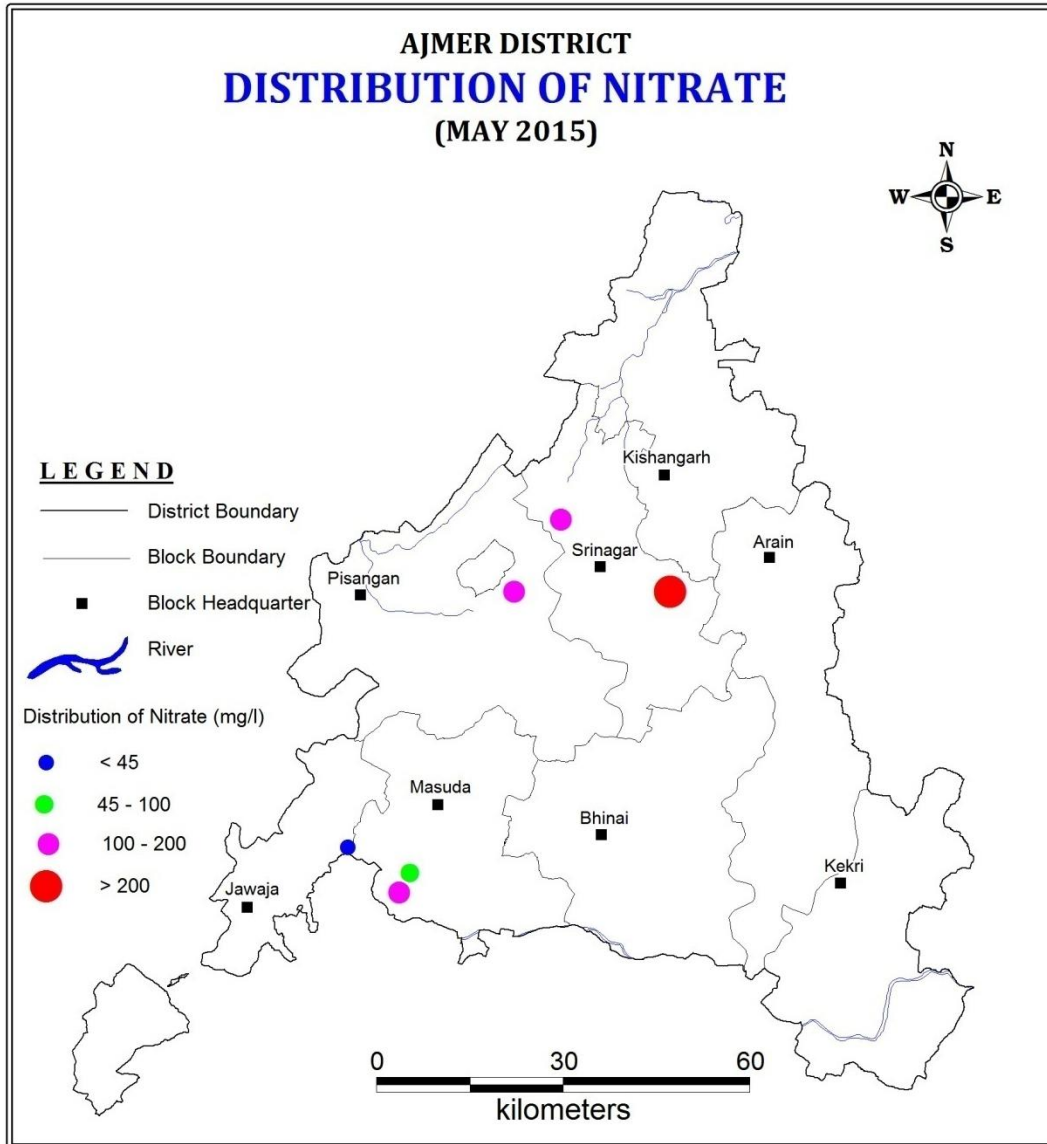 AJMER DISTRICT
DISTRIBUTION OF NITRATE
(MAY 2015)
N
W E
S
Kishangarh
Arain
Srinagar
Pisangan
Masuda
Bhinai
Kekri
Jawaja
LEGEND
District Boundary
Block Boundary
Block Headquarter
River
Distribution of Nitrate (mg/l)
< 45
45 - 100
100 - 200
> 200
0 30 60
kilometers